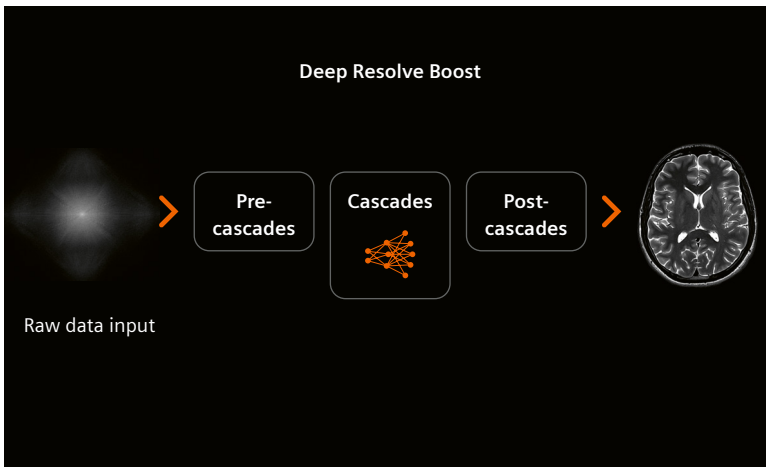 Deep Resolve Boost
Pre-
cascades
Cascades
Post-
cascades
Raw data input